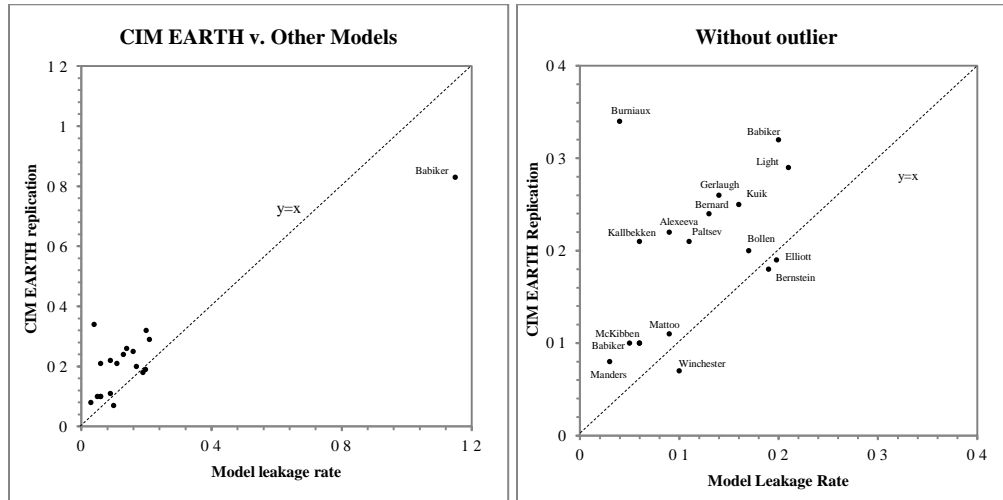 CIM EARTH v. Other Models
CIM EARTH replication
1 2
1
0 8
0 6
0 4
0 2
0
Babiker
y=x
0
0 4
0 8
1 2
Model leakage rate
Without outlier
CIM EARTH Replication
0 4
0 3
0 2
0 1
0
Burniaux
Babiker
Light
y=x
Gerlaugh
Kuik
Bernard
Alexeeva
Kallbekken
Paltsev
Bollen
Elliott
Bernstein
McKibben
Mattoo
Babiker
Winchester
Manders
0
0 1
0 2
0 3
0 4
Model Leakage Rate